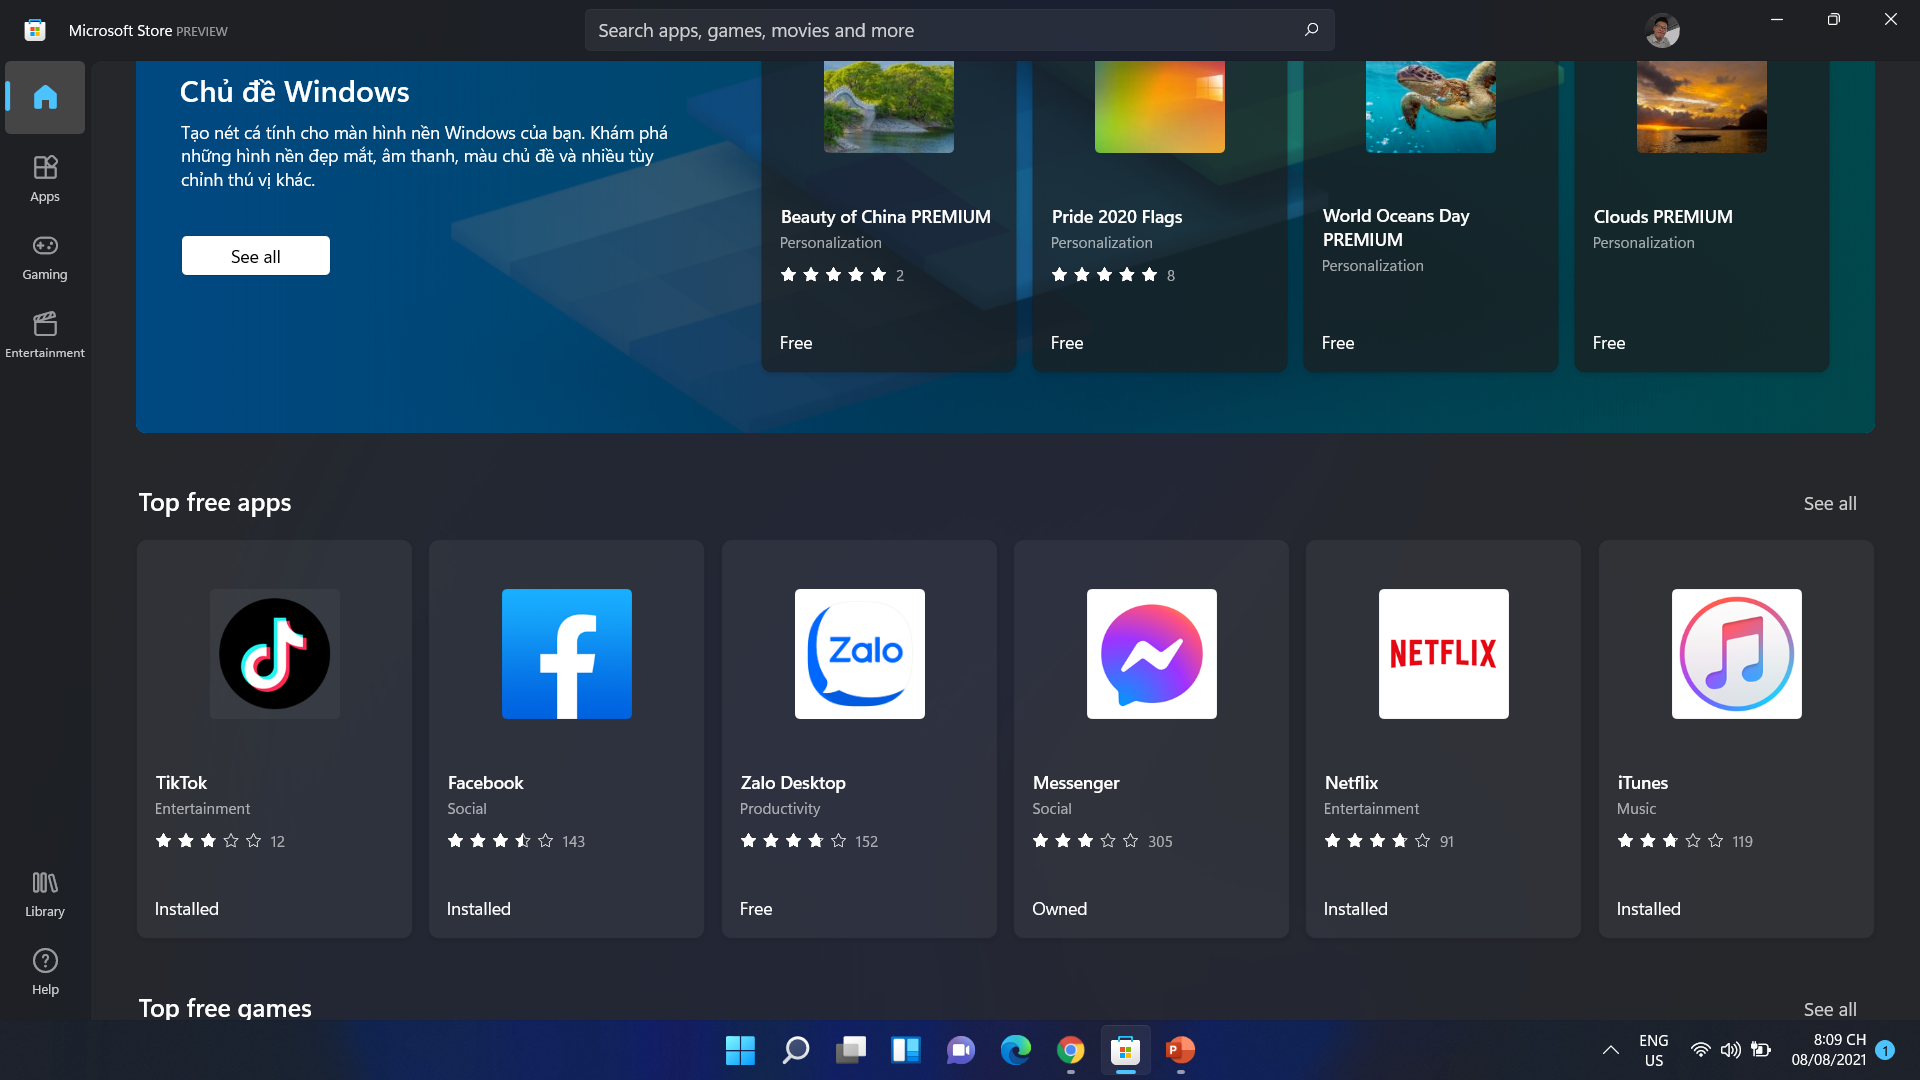 Microsoft Store PREVIEW
Search apps, games, movies and more
Apps
Gaming
Entertainment
Library
Help
Chủ đề Windows
Tạo nét cá tính cho màn hình nền Windows của bạn. Khám phá
những hình nền đẹp mắt, âm thanh, màu chủ đề và nhiều tùy
chỉnh thú vị khác.
See all
Beauty of China PREMIUM
Personalization
2
Free
Pride 2020 Flags
Personalization
8
Free
World Oceans Day
PREMIUM
Personalization
Free
Clouds PREMIUM
Personalization
Free
Top free apps
See all
TikTok
Entertainment
12
Installed
Facebook
Social
143
Installed
Zalo
Zalo Desktop
Productivity
152
Free
Messenger
Social
305
Owned
NETFLIX
Netflix
Entertainment
91
Installed
iTunes
Music
119
Installed
Top free games
See all
ENG
US
8:09 CH
08/08/2021
1